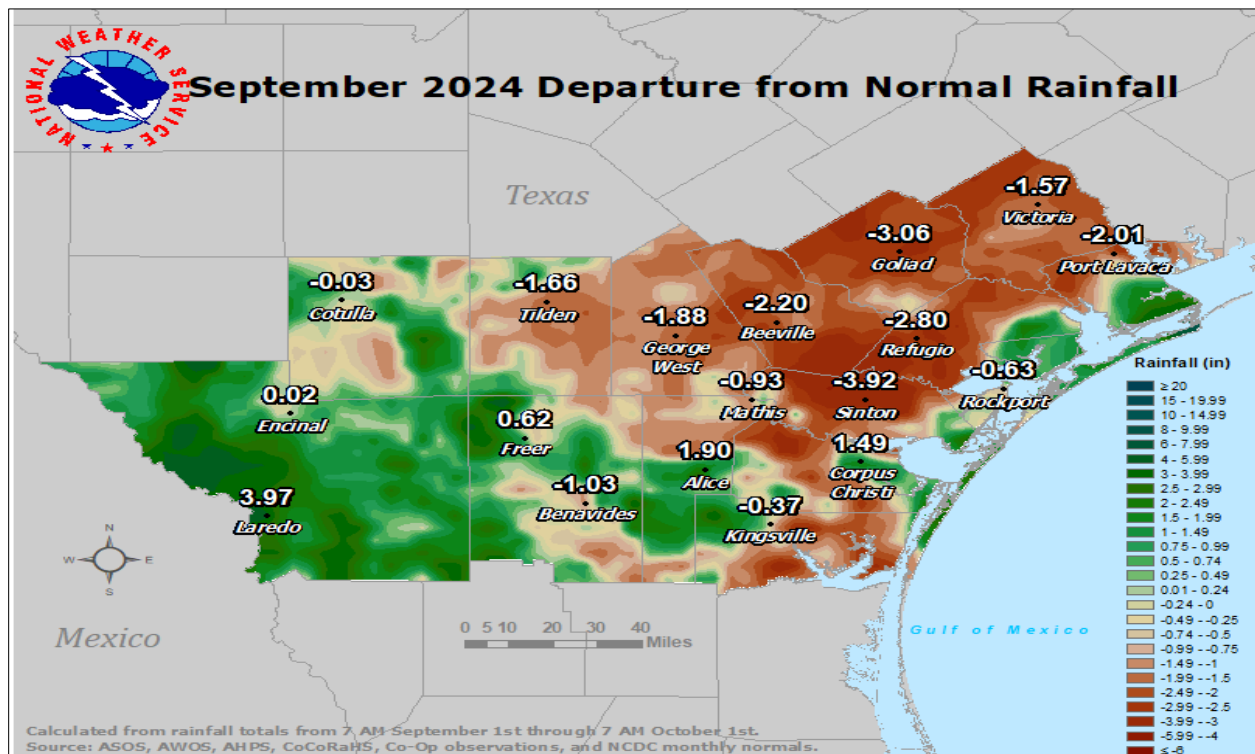 NATIONAL WEATHER SERVICE
September 2024 Departure from Normal Rainfall
Texas
-1.57
Victoria
-3.06
Goliad
-2.01
Port Lavaca
-0.03
Cotulla
-1.66
Tilden
-1.88
George
West
-2.20
Beeville
-2.80
Refugio
-0.63
Rockport
0.02
Encinal
0.62
Freer
-0.93
Mathis
-3.92
Sinton
1.90
Alice
1.49
Corpus
Christi
3.97
Laredo
-1.03
Benavides
-0.37
Kingsville
N
W E
S
Mexico
0 5 10 20 30 40
Miles
Gulf of Mexico
Rainfall (in)
≥ 20
15 - 19.99
10 - 14.99
8 - 9.99
6 - 7.99
4 - 5.99
3 - 3.99
2.5 - 2.99
2 - 2.49
1.5 - 1.99
1 - 1.49
0.75 - 0.99
0.5 - 0.74
0.25 - 0.49
0.01 - 0.24
-0.24 - 0
-0.49 - -0.25
-0.74 - -0.5
-0.99 - -0.75
-1.49 - -1
-1.99 - -1.5
-2.49 - -2
-2.99 - -2.5
-3.99 - -3
-5.99 - -4
≤ -6
Calculated from rainfall totals from 7 AM September 1st through 7 AM October 1st.
Source: ASOS, AWOS, AHPS, CoCoRaHS, Co-Op observations, and NCDC monthly normals.